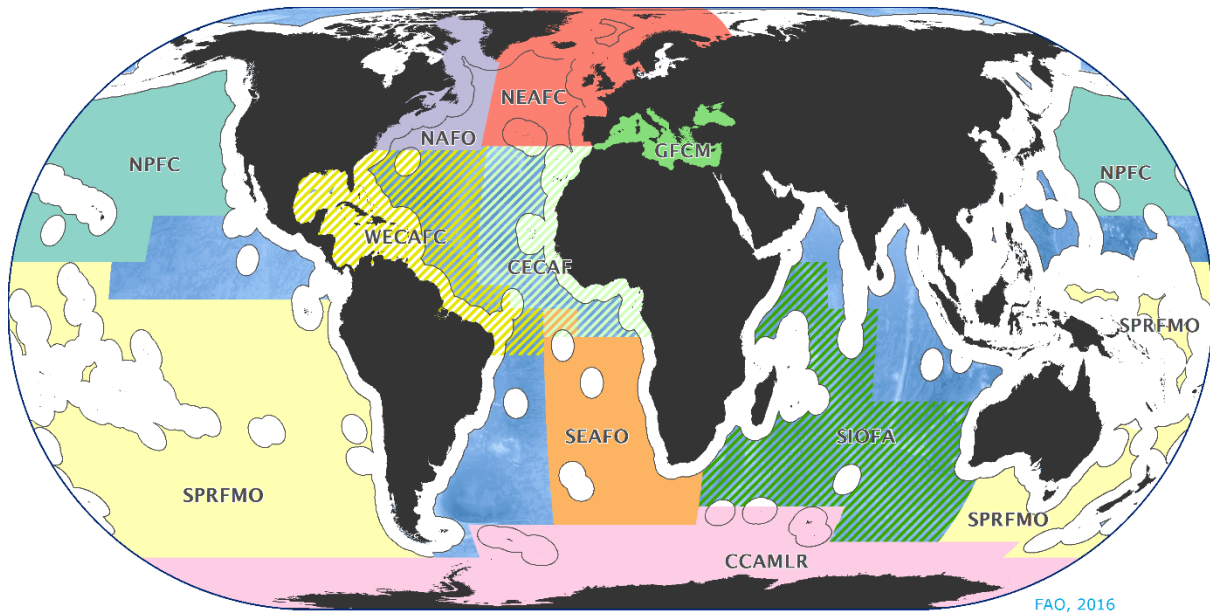 NEAFC
NAFO
GFCM
NPFC
NPFC
WECAFC
CECAF
SPRFMO
SEAFO
SIOFA
SPRFMO
SPRFMO
CCAMLR
FAO, 2016